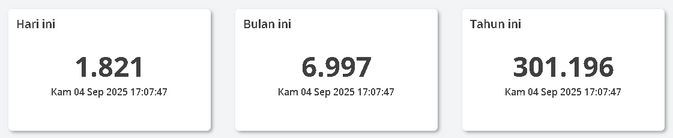 Hari ini
1.821
Kam 04 Sep 2025 17:07:47
Bulan ini
6.997
Kam 04 Sep 2025 17:07:47
Tahun ini
301.196
Kam 04 Sep 2025 17:07:47